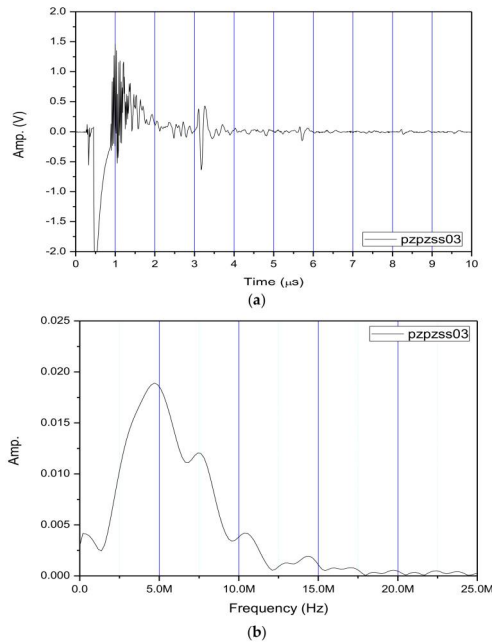 2.0
1.5
1.0
0.5
0.0
-0.5
-1.0
-1.5
-2.0
Amp. (V)
pzpzss03
0 1 2 3 4 5 6 7 8 9 10
Time (μs)
(a)
0.025
0.020
0.015
0.010
0.005
0.000
Amp.
pzpzss03
0.0 5.0M 10.0M 15.0M 20.0M 25.0M
Frequency (Hz)
(b)